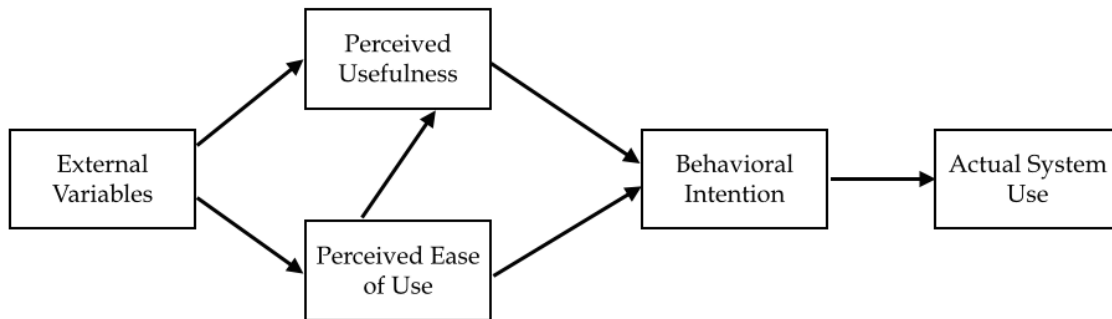 Perceived
Usefulness
External
Variables
Behavioral
Intention
Actual System
Use
Perceived Ease
of Use